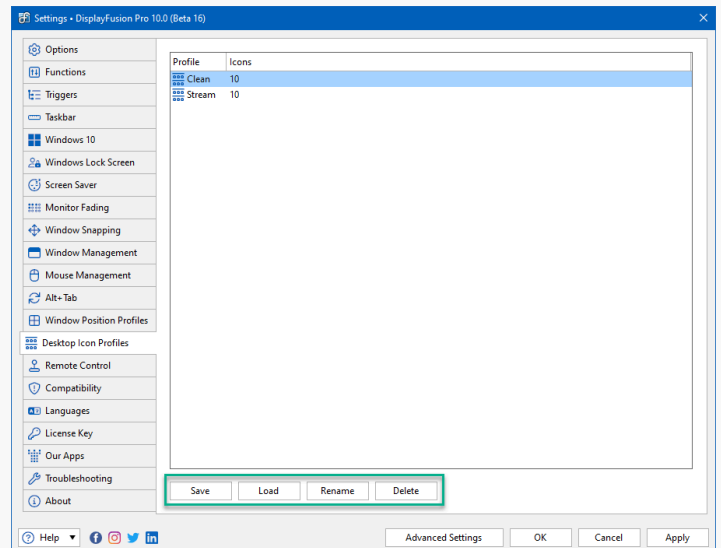 Settings • DisplayFusion Pro 10.0 (Beta 16)
Options
Functions
Triggers
Taskbar
Windows 10
Windows Lock Screen
Screen Saver
Monitor Fading
Window Snapping
Window Management
Mouse Management
Alt+Tab
Window Position Profiles
Desktop Icon Profiles
Remote Control
Compatibility
Languages
License Key
Our Apps
Troubleshooting
About
Profile Icons
Clean 10
Stream 10
Save Load Rename Delete
Help Advanced Settings OK Cancel Apply